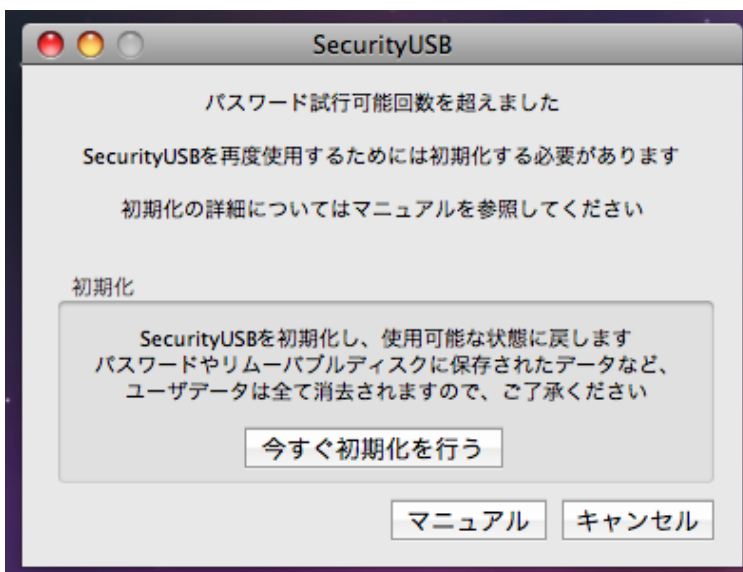 SecurityUSB
パスワード試行可能回数を超えました
SecurityUSBを再度使用するためには初期化する必要があります
初期化の詳細についてはマニュアルを参照してください
初期化
SecurityUSBを初期化し、使用可能な状態に戻します
パスワードやリムーバブルディスクに保存されたデータなど、
ユーザデータは全て消去されますので、ご了承ください
今すぐ初期化を行う
マニュアル
キャンセル